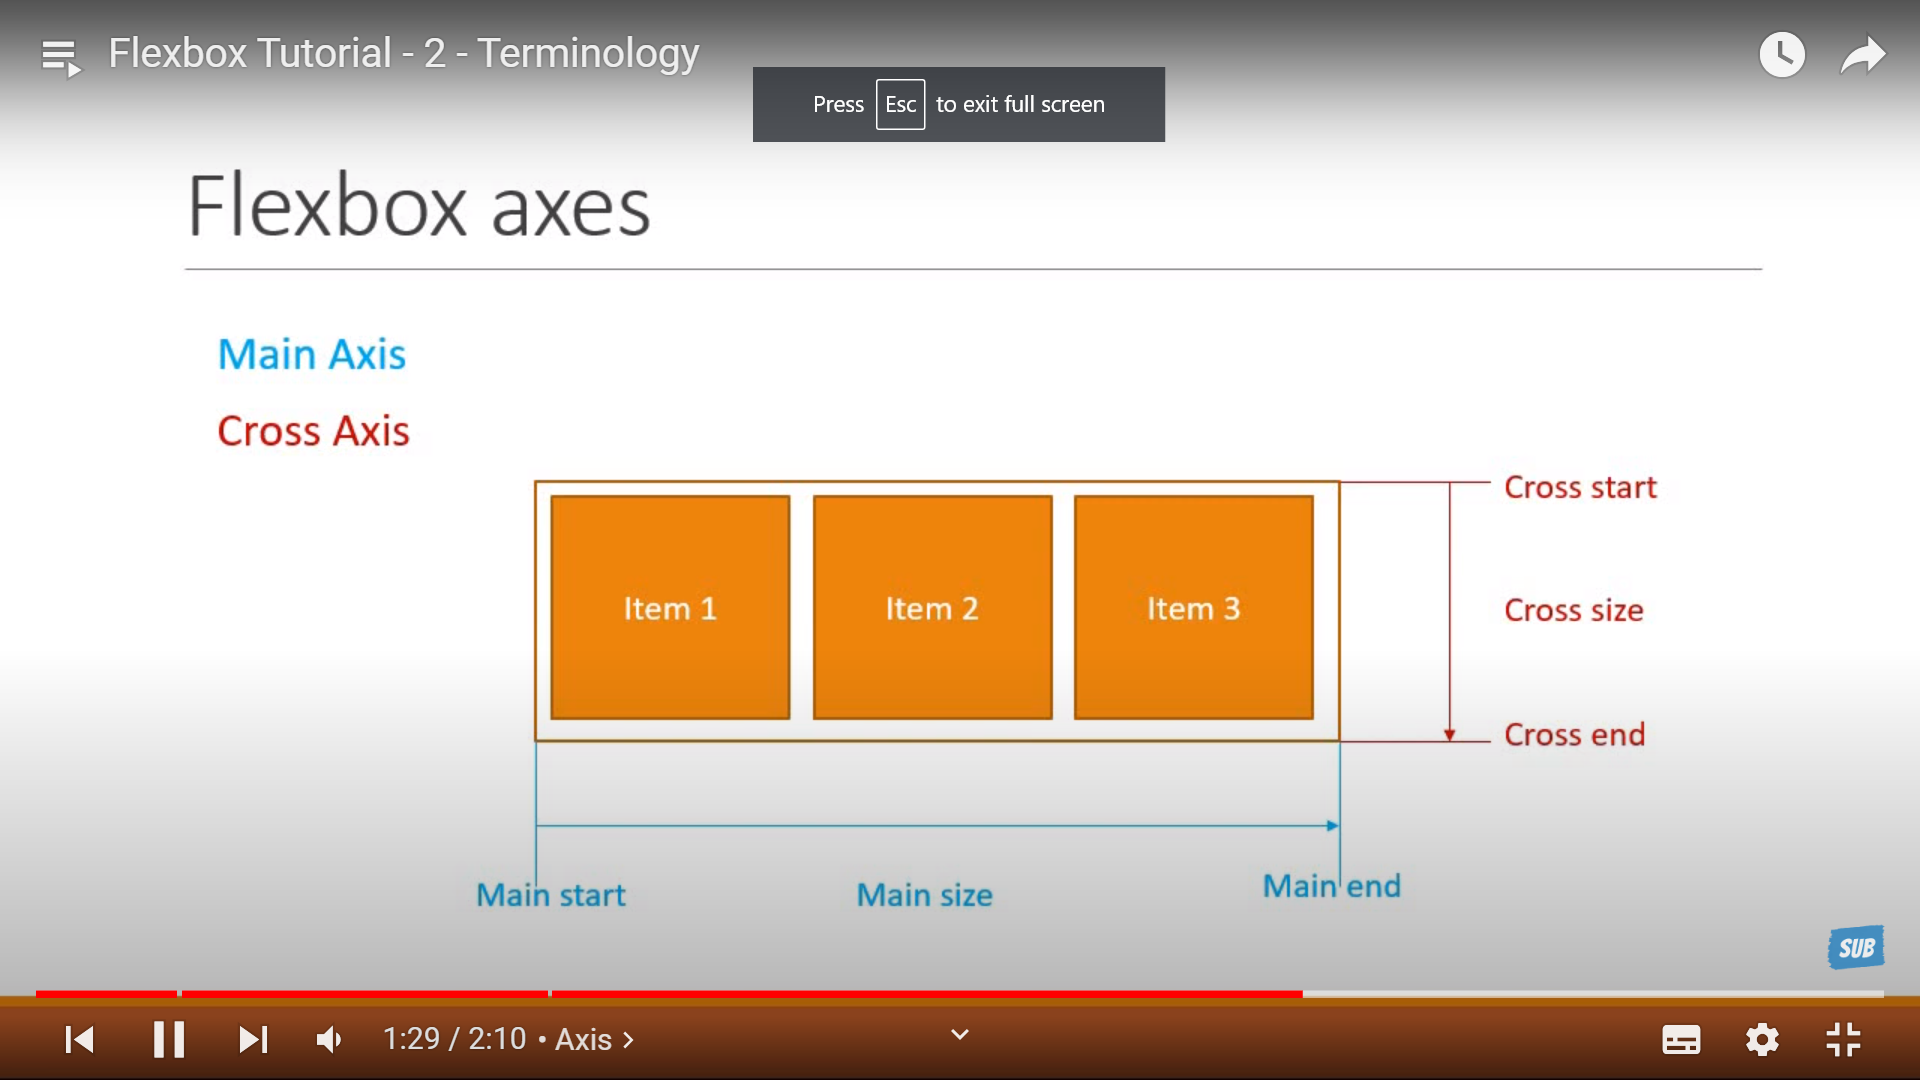 Flexbox Tutorial - 2 - Terminology
Press Esc to exit full screen
Flexbox axes
Main Axis
Cross Axis
Cross start
Item 1 Item 2 Item 3 Cross size
Cross end
Main start Main size Main end
SUB
1:29 / 2:10 • Axis >